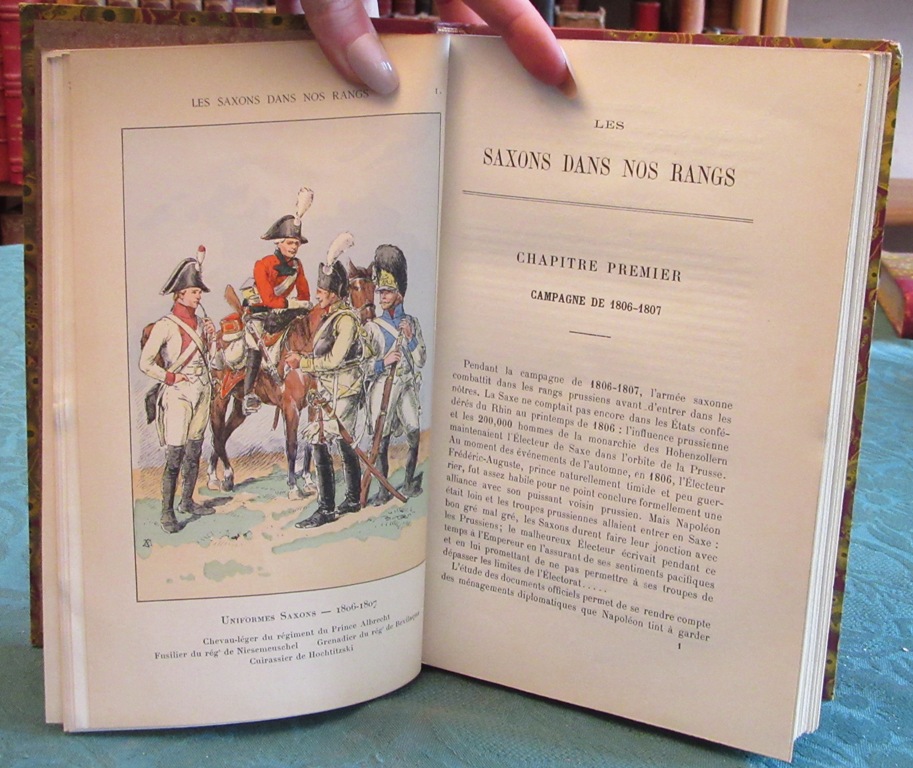 LES SAXONS DANS NOS RANGS
1.
UNIFORMES SAXONS — 1806-1807
Chevau-léger du régiment du Prince Albrecht
Fusilier du rég^t de Niesemeuschel Grenadier du rég^t de
Cuirassier de Hochtitzski
LES
SAXONS DANS NOS RANGS
CHAPITRE PREMIER
CAMPAGNE DE 1806-1807
Pendant la campagne de 1806-1807, l'armée saxonne
combattit dans les rangs prussiens avant d'entrer dans les
nôtres. La Saxe ne comptait pas encore dans les États confé-
dérés du Rhin au printemps de 1806 : l'influence prussienne
et les 200,000 hommes de la monarchie des Hohenzollern
maintenaient l'Électeur de Saxe dans l'orbite de la Prusse.
Au moment des événements de l'automne, en 1806, l'Électeur
Frédéric-Auguste, prince naturellement timide et peu guer-
rier, fut assez habile pour ne point conclure formellement une
alliance avec son puissant voisin prussien. Mais Napoléon
était loin et les troupes prussiennes allaient entrer en Saxe :
bon gré mal gré, les Saxons durent faire leur jonction avec
les Prussiens; le malheureux Électeur écrivait pendant ce
temps à l'Empereur en l'assurant de ses sentiments pacifiques
et en lui promettant de ne pas permettre à ses troupes de
dépasser les limites de l'Électorat.....
L'étude des documents officiels permet de se rendre compte
des ménagements diplomatiques que Napoléon tint à garder
1